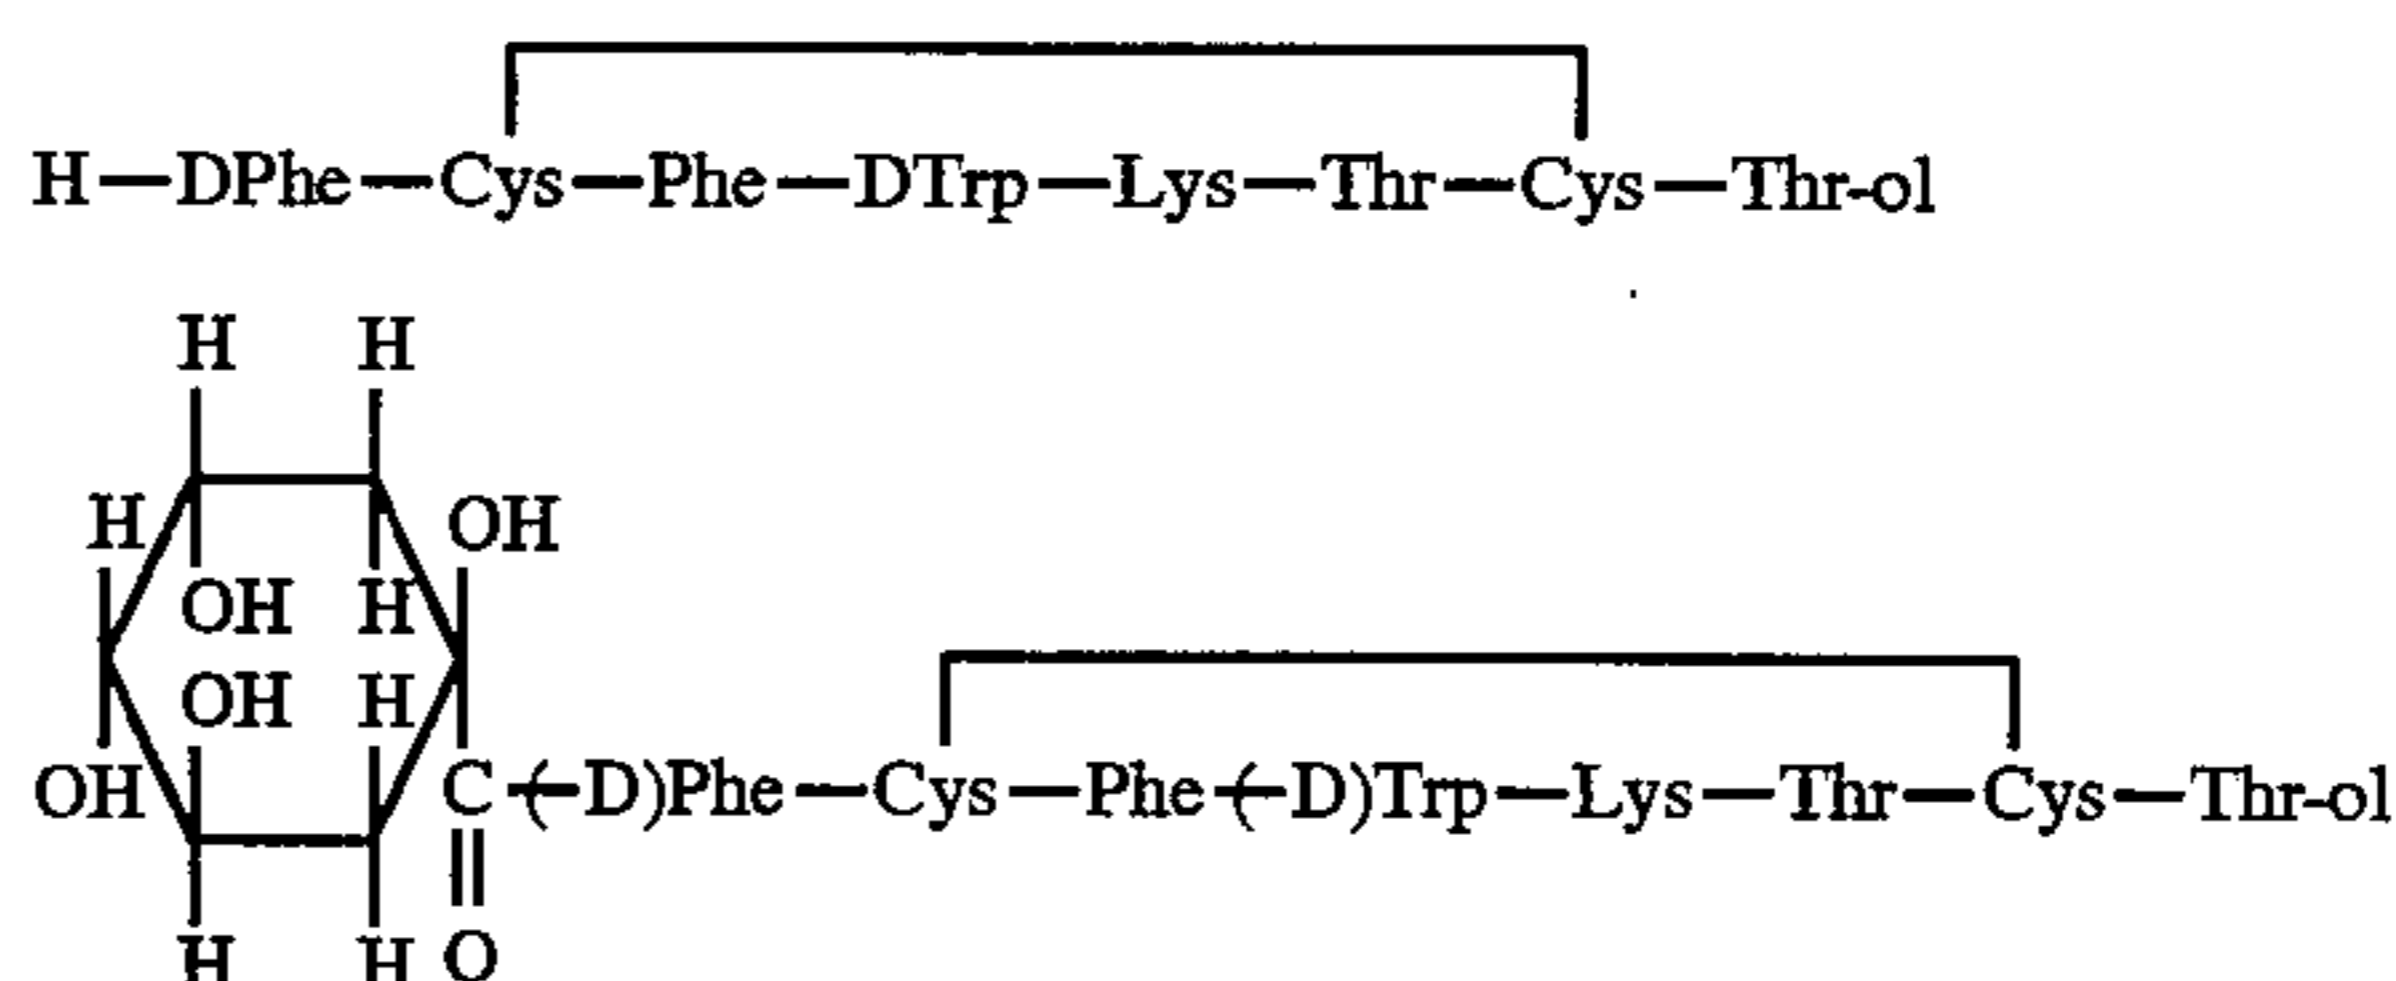 H—DPhe—Cys—Phe—DTrp—Lys—Thr—Cys—Thr-ol
H H
H OH
OH H
OH H
OH C—(—D)Phe—Cys—Phe—(—D)Trp—Lys—Thr—Cys—Thr-ol
H H O